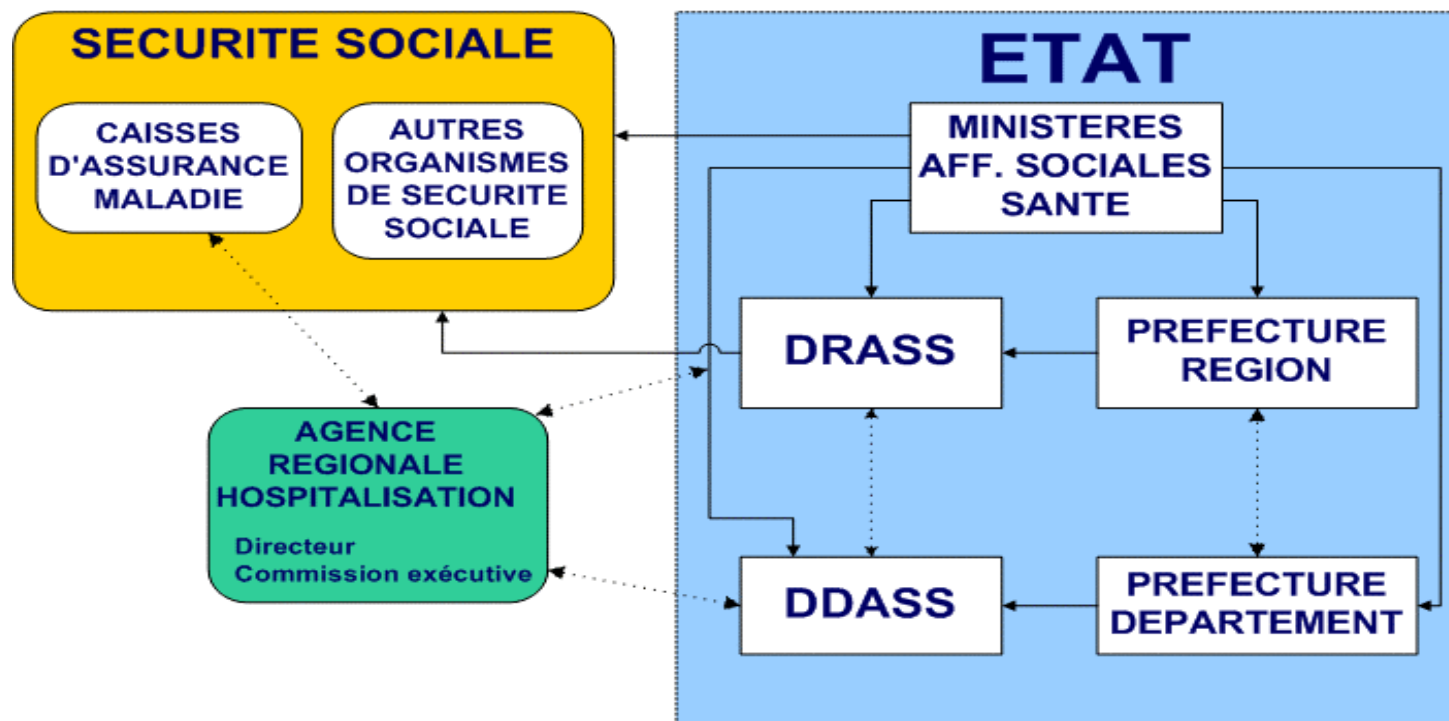 SECURITE SOCIALE
CAISSES
D'ASSURANCE
MALADIE
AUTRES
ORGANISMES
DE SECURITE
SOCIALE
AGENCE
REGIONALE
HOSPITALISATION
Directeur
Commission exécutive
ETAT
MINISTERES
AFF. SOCIALES
SANTE
DRASS
PREFECTURE
REGION
DDASS
PREFECTURE
DEPARTEMENT